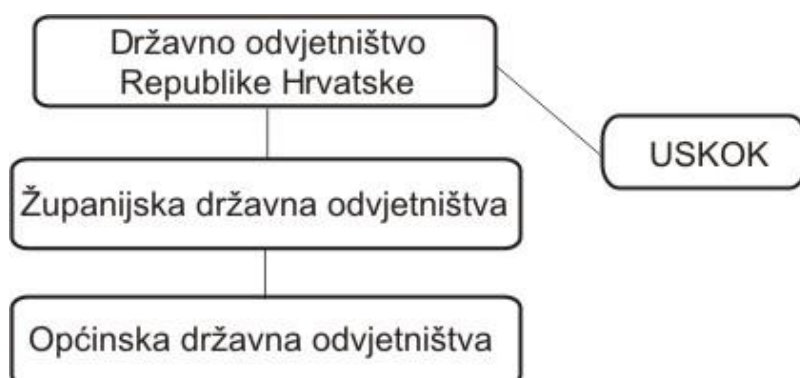 Državno odvjetništvo
Republike Hrvatske
USKOK
Županijska državna odvjetništva
Općinska državna odvjetništva